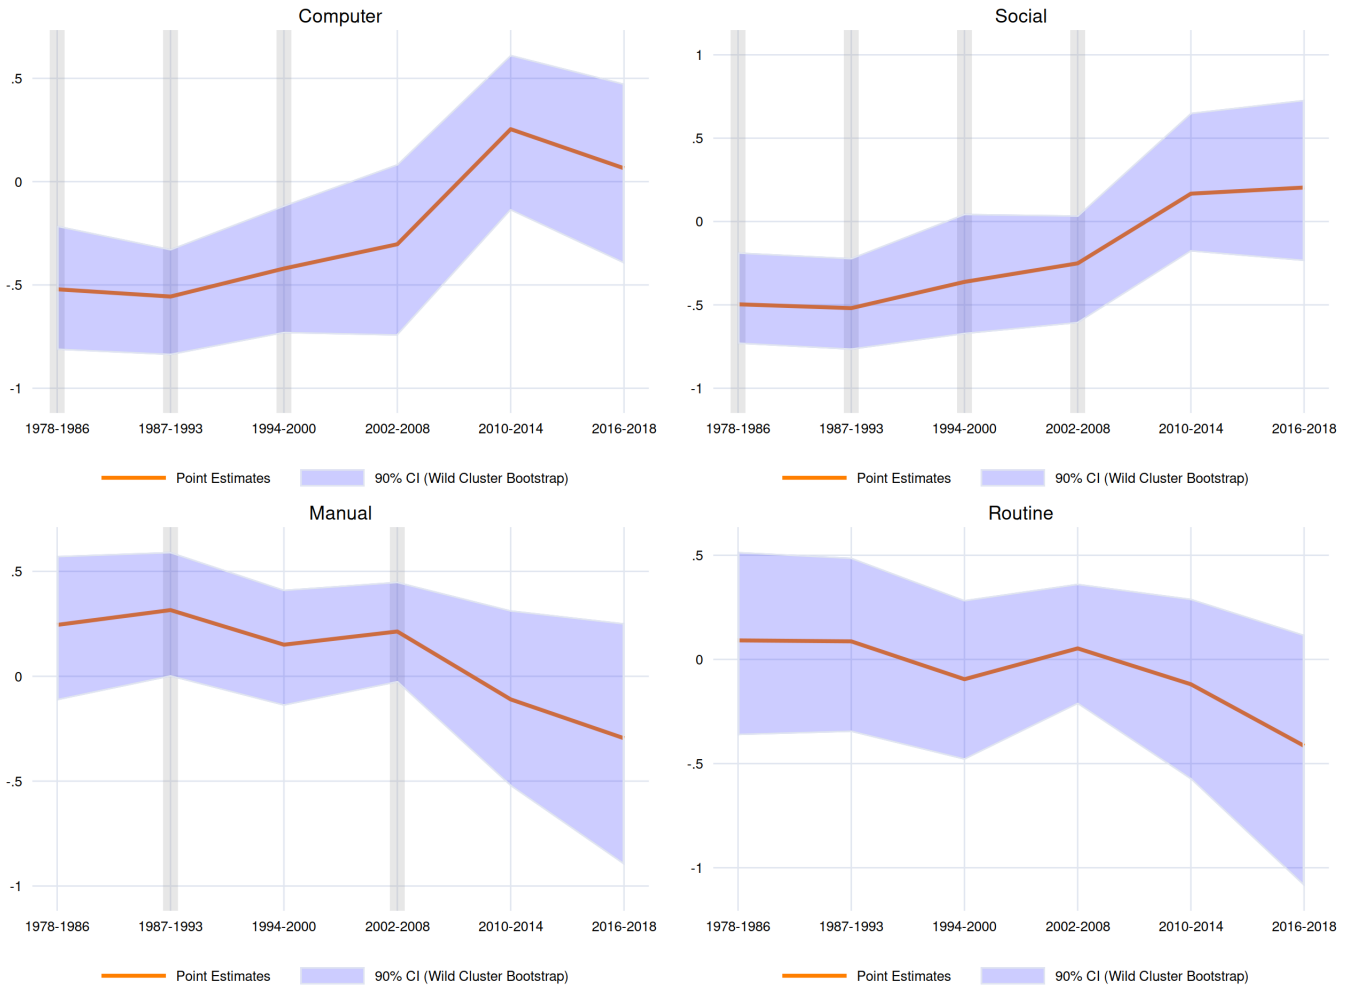 Computer
.5
0
-.5
-1
1978-1986 1987-1993 1994-2000 2002-2008 2010-2014 2016-2018
Point Estimates 90% CI (Wild Cluster Bootstrap)
Social
1
.5
0
-.5
-1
1978-1986 1987-1993 1994-2000 2002-2008 2010-2014 2016-2018
Point Estimates 90% CI (Wild Cluster Bootstrap)
Manual
.5
0
-.5
-1
1978-1986 1987-1993 1994-2000 2002-2008 2010-2014 2016-2018
Point Estimates 90% CI (Wild Cluster Bootstrap)
Routine
.5
0
-.5
-1
1978-1986 1987-1993 1994-2000 2002-2008 2010-2014 2016-2018
Point Estimates 90% CI (Wild Cluster Bootstrap)